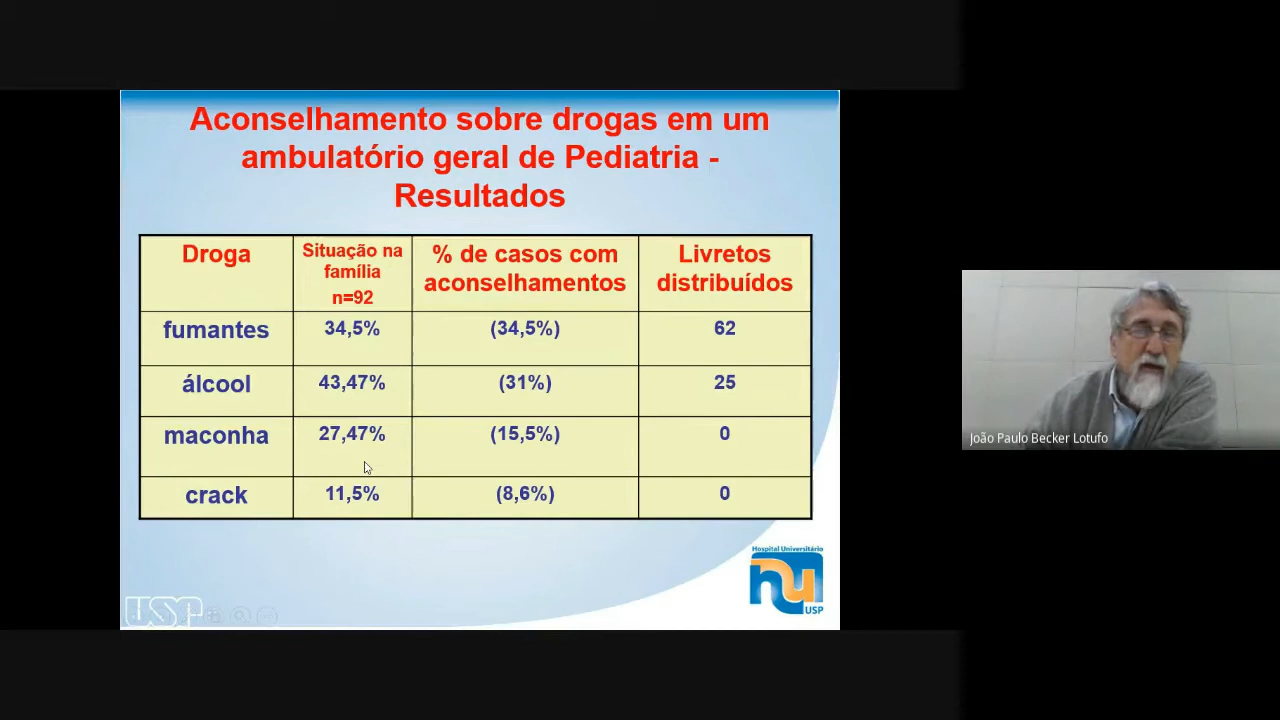 Aconselhamento sobre drogas em um
ambulatório geral de Pediatria -
Resultados
Droga
Situação na
família
n=92
% de casos com
aconselhamentos
Livretos
distribuídos
fumantes
34,5%
(34,5%)
62
álcool
43,47%
(31%)
25
maconha
27,47%
(15,5%)
0
crack
11,5%
(8,6%)
0
Hospital Universitário
hu
USP
USP
João Paulo Becker Lotufo